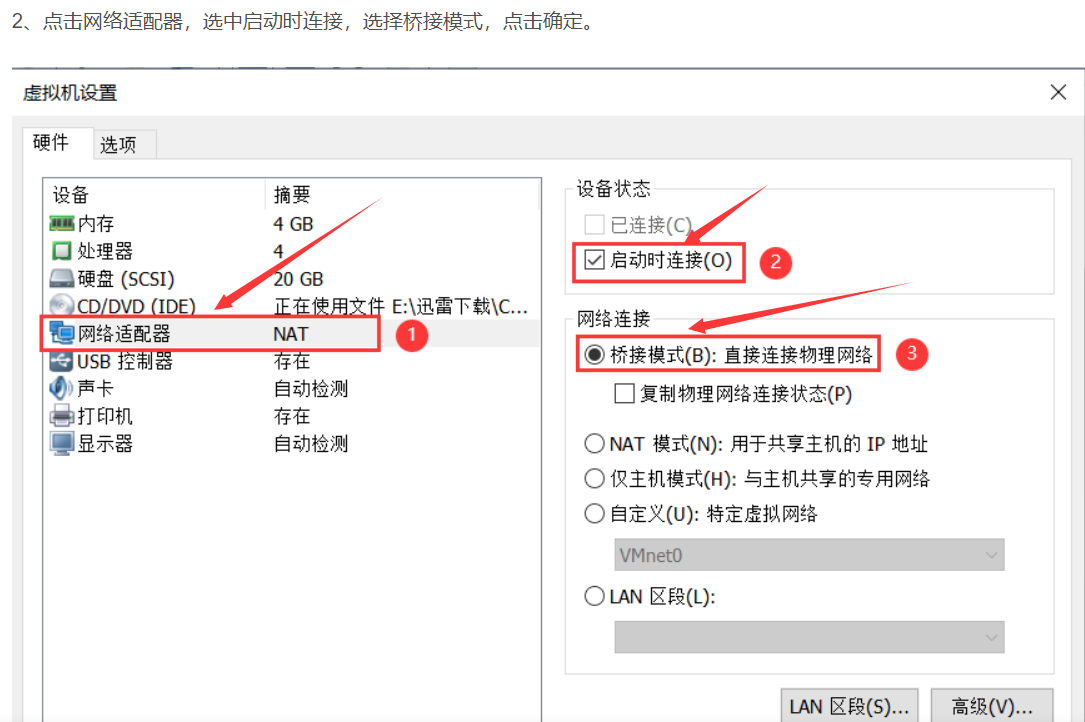 2、点击网络适配器，选中启动时连接，选择桥接模式，点击确定。
虚拟机设置
硬件 选项
设备 摘要
内存 4 GB
处理器 4
硬盘 (SCSI) 20 GB
CD/DVD (IDE) 正在使用文件 E:\迅雷下载\C...
网络适配器 NAT 1
USB 控制器 存在
声卡 自动检测
打印机 存在
显示器 自动检测
设备状态
已连接(C)
启动时连接(O) 2
网络连接
桥接模式(B): 直接连接物理网络 3
复制物理网络连接状态(P)
NAT 模式(N): 用于共享主机的 IP 地址
仅主机模式(H): 与主机共享的专用网络
自定义(U): 特定虚拟网络
VMnet0
LAN 区段(L):
LAN 区段(S)... 高级(V)...